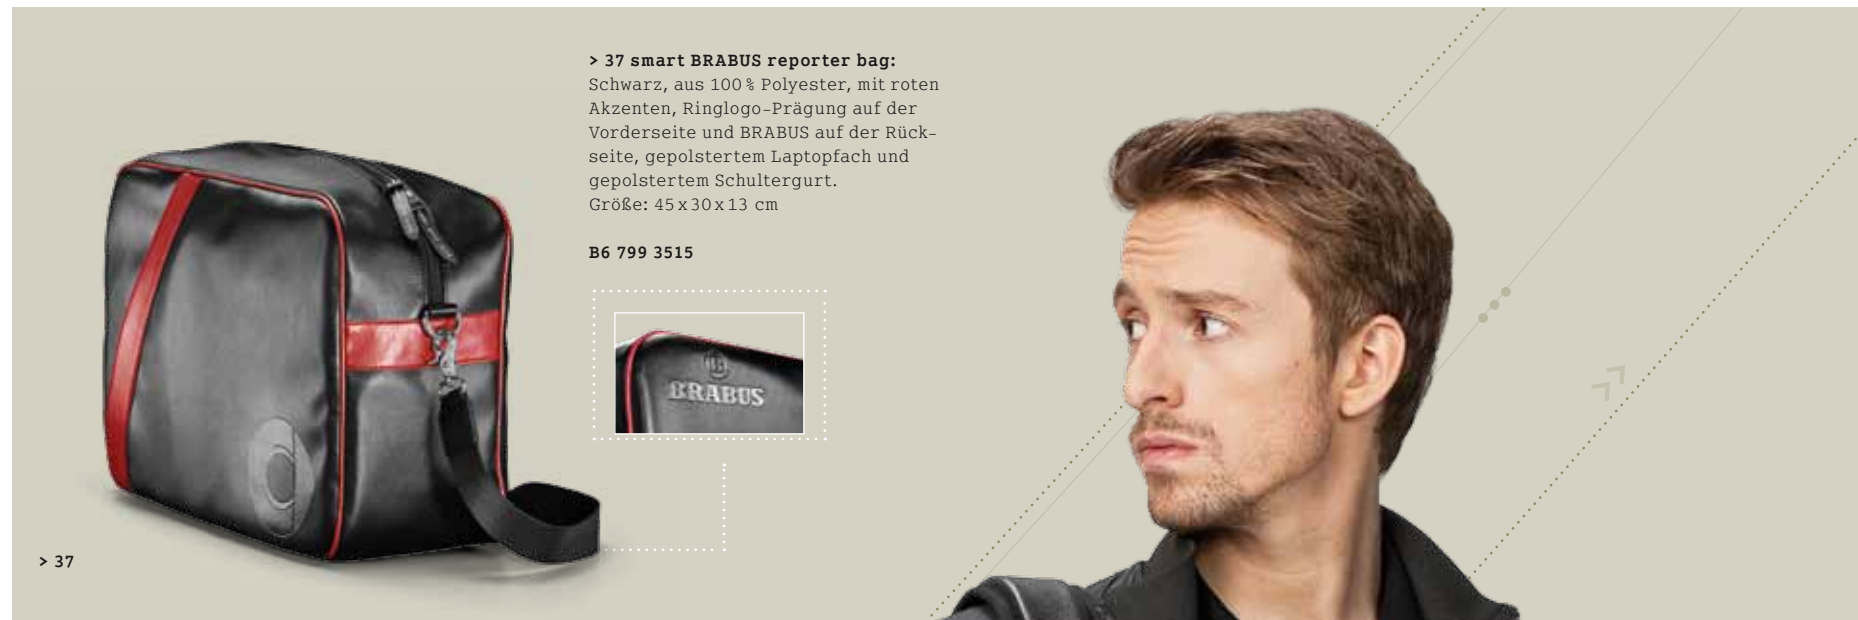 > 37 smart BRABUS reporter bag:
Schwarz, aus 100 % Polyester, mit roten
Akzenten, Ringlogo-Prägung auf der
Vorderseite und BRABUS auf der Rück-
seite, gepolstertem Laptopfach und
gepolstertem Schultergurt.
Größe: 45 x 30 x 13 cm
B6 799 3515
BRABUS
> 37